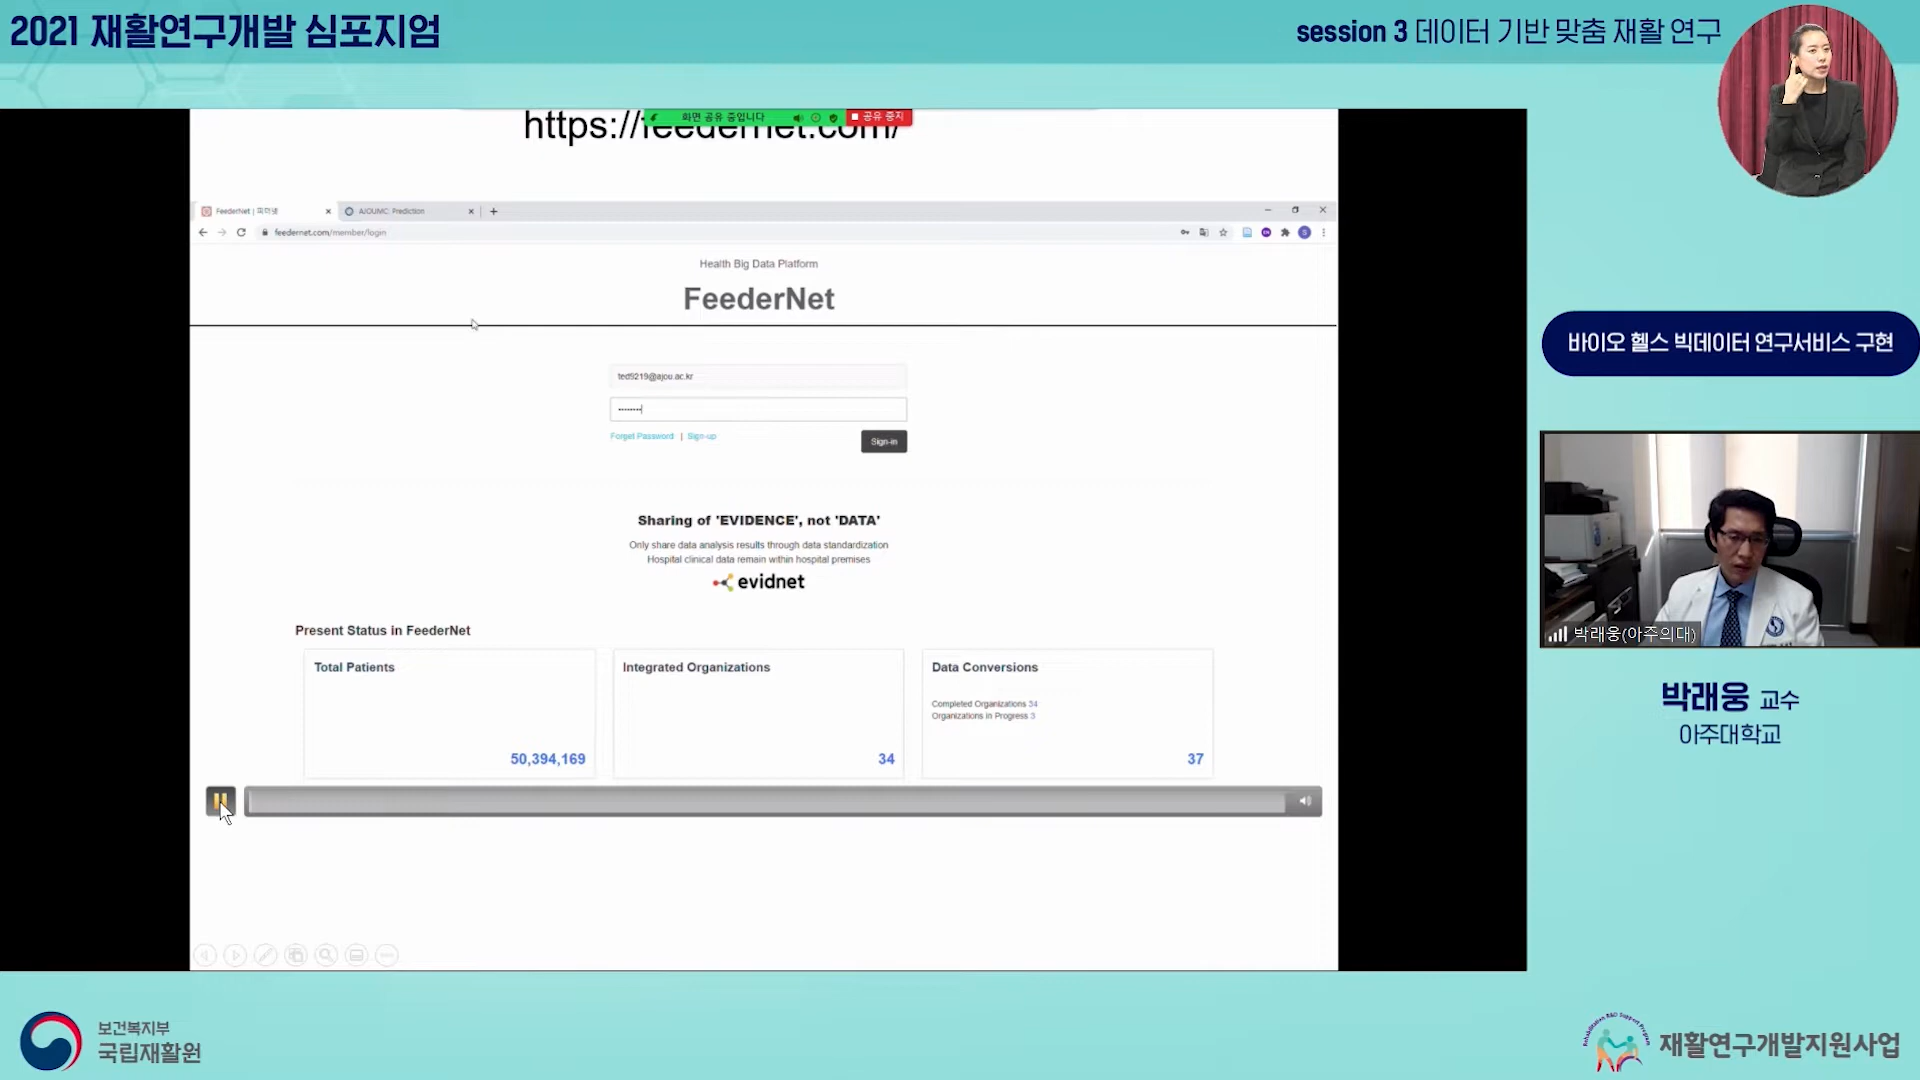 2021 재활연구개발 심포지엄
session 3 데이터 기반 맞춤 재활 연구
https://feedernet.com/
화면 공유 중입니다
공유 중지
FeederNet | 피더넷
AJOUMC: Prediction
feedernet.com/member/login
Health Big Data Platform
FeederNet
ted9219@ajou.ac.kr
Forget Password | Sign-up
Sign-in
Sharing of 'EVIDENCE', not 'DATA'
Only share data analysis results through data standardization
Hospital clinical data remain within hospital premises
evidnet
Present Status in FeederNet
Total Patients
50,394,169
Integrated Organizations
34
Data Conversions
Completed Organizations 34
Organizations in Progress 3
37
바이오 헬스 빅데이터 연구서비스 구현
박래웅(아주의대)
박래웅 교수
아주대학교
보건복지부
국립재활원
Rehabilitation R&D Support Program
재활연구개발지원사업